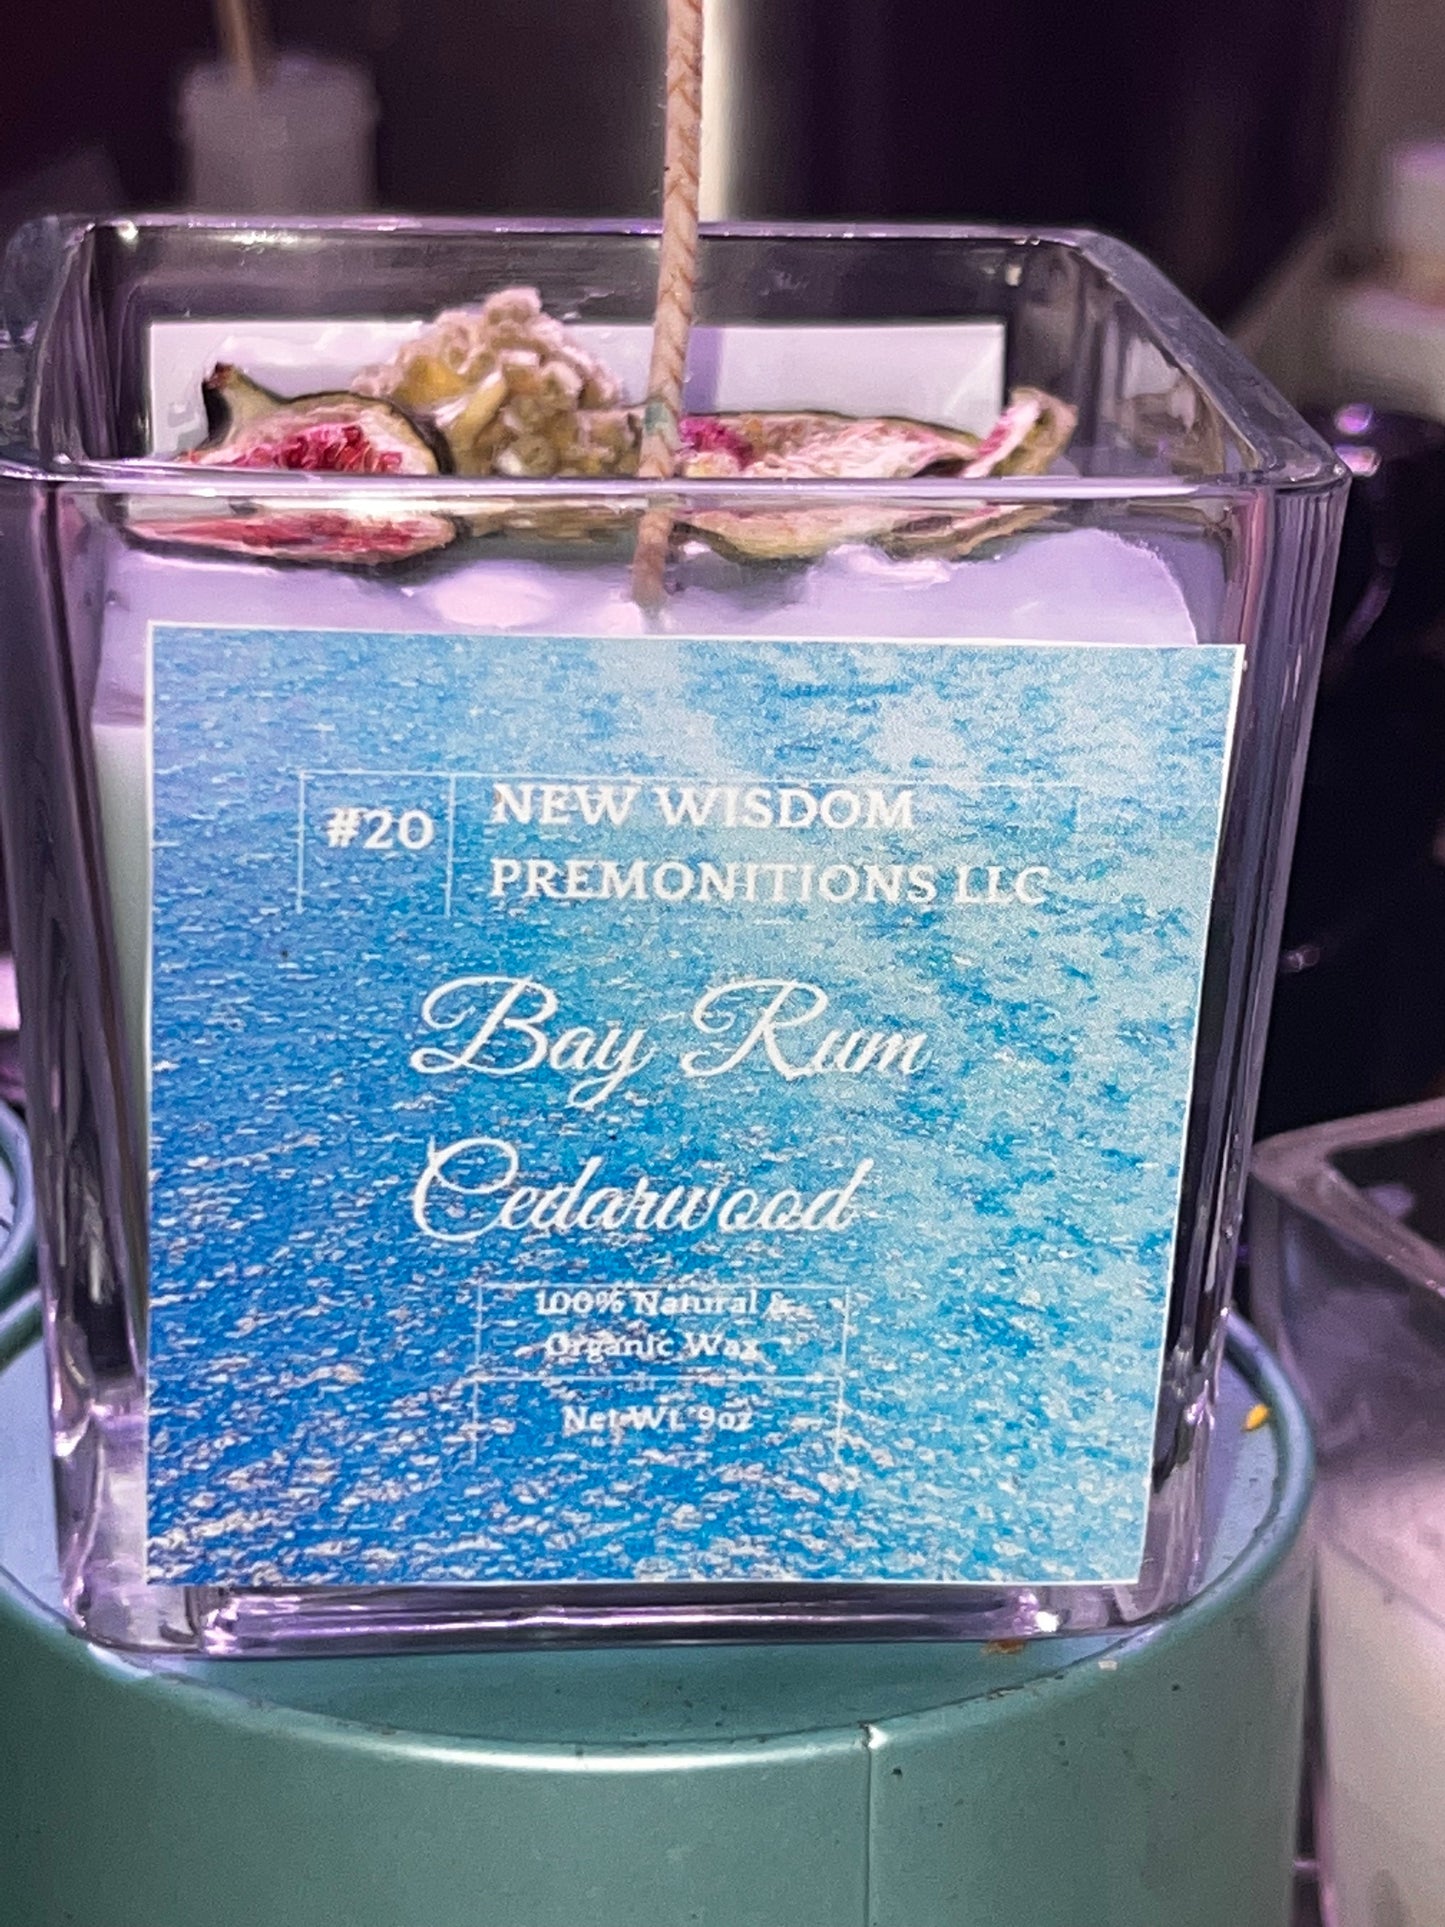 #20
NEW WISDOM
PREMONITIONS LLC
Bay Rum
Cedarwood
100% Natural &
Organic Wax
Net Wt. 9oz